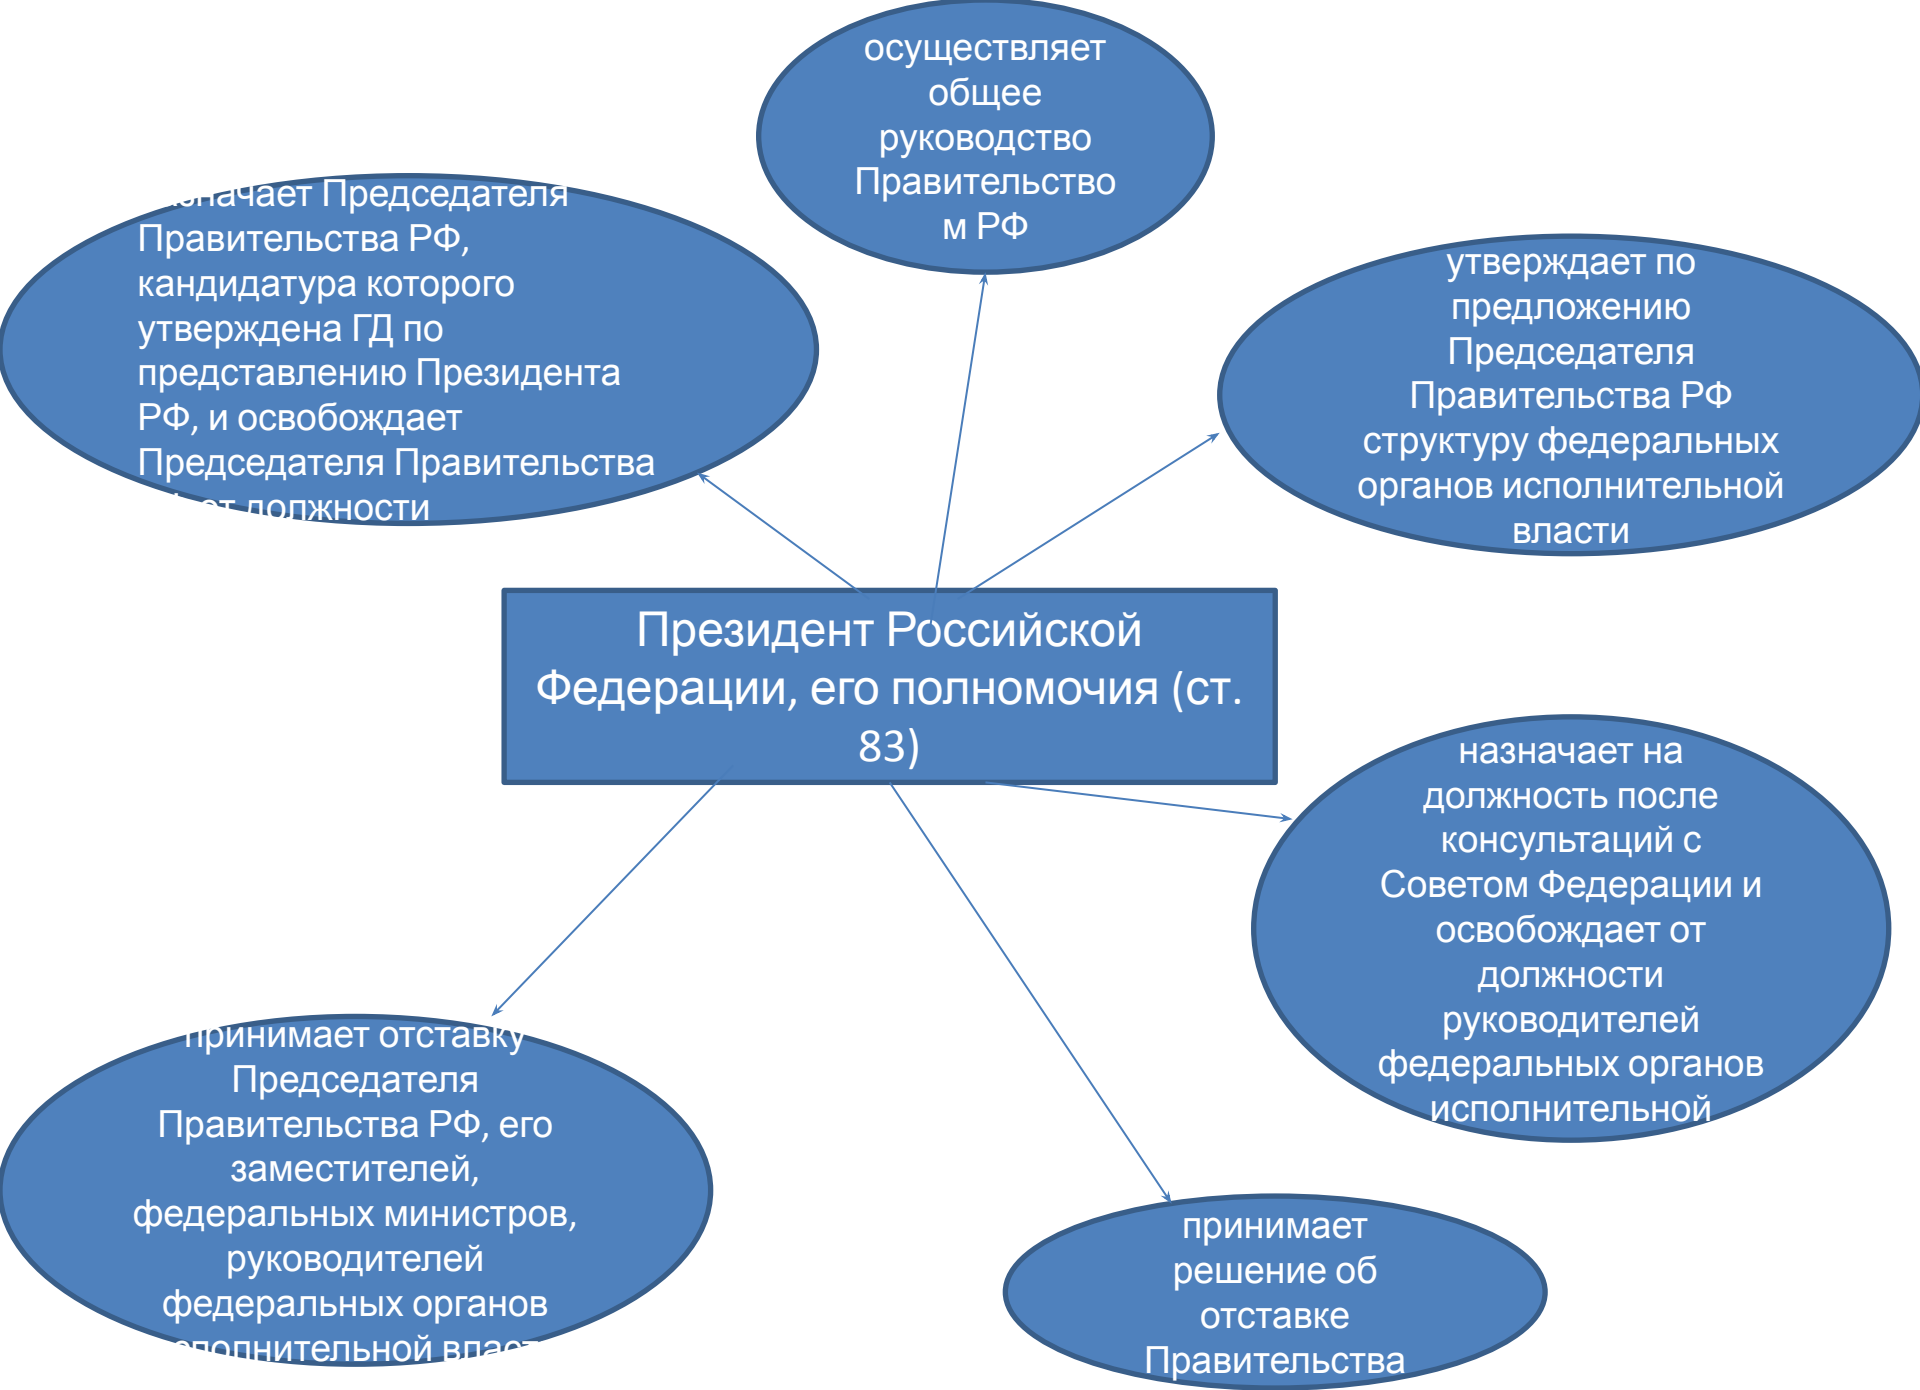 осуществляет
общее
руководство
Правительство
м РФ
Председателя
Правительства РФ,
кандидатура которого
утверждена ГД по
представлению Президента
РФ, и освобождает
Председателя Правительства
от должности
утверждает по
предложению
Председателя
Правительства РФ
структуру федеральных
органов исполнительной
власти
Президент Российской
Федерации, его полномочия (ст.
83)
назначает на
должность после
консультаций с
Советом Федерации и
освобождает от
должности
руководителей
федеральных органов
исполнительной
принимает отставку
Председателя
Правительства РФ, его
заместителей,
федеральных министров,
руководителей
федеральных органов
принимает
решение об
отставке
Правительства